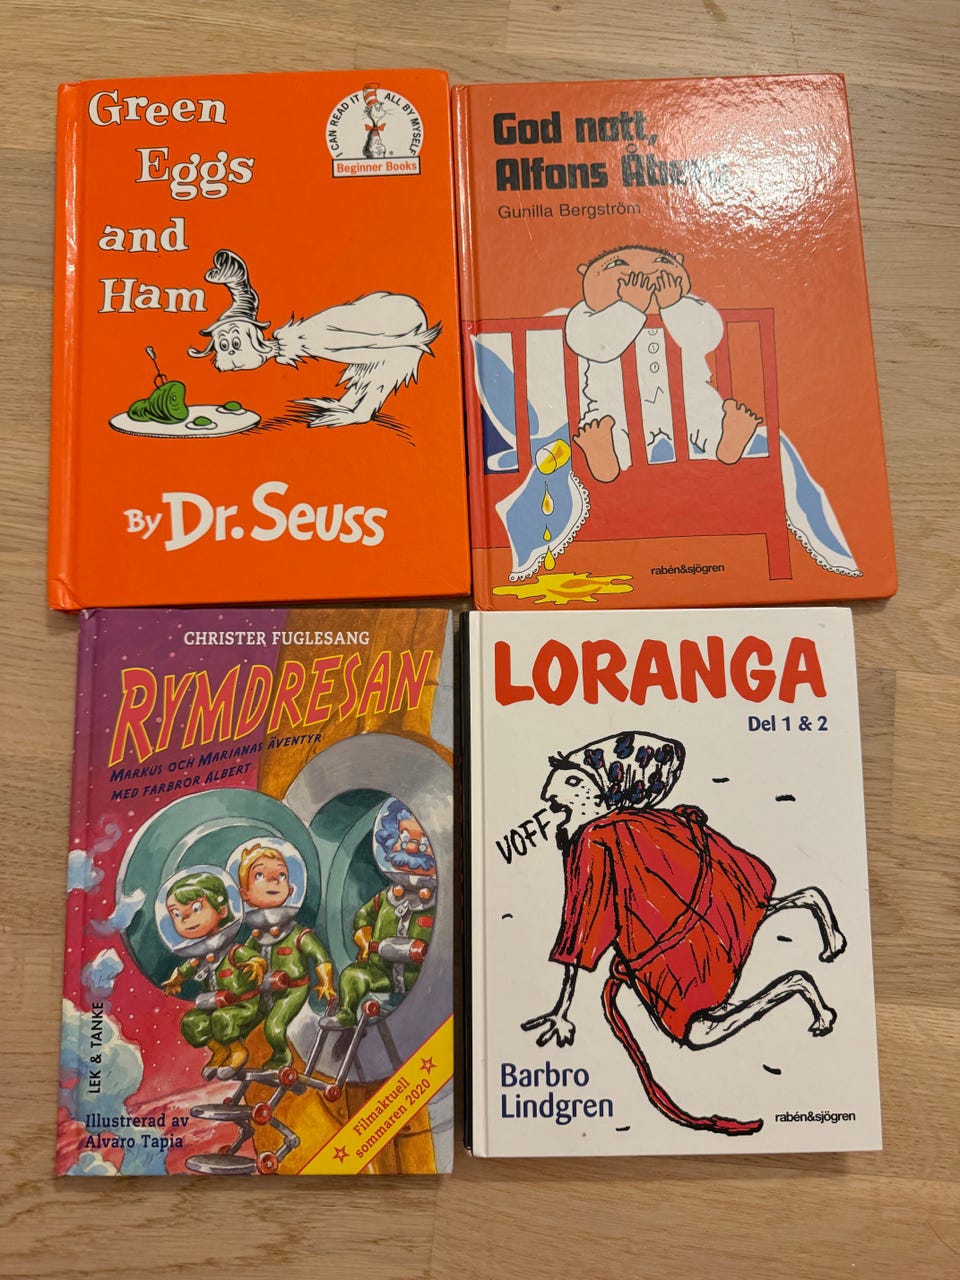 Green
Eggs
and
Ham
I CAN READ IT ALL BY MYSELF
Beginner Books
By Dr. Seuss
God natt,
Alfons Åberg
Gunilla Bergström
rabén&sjögren
CHRISTER FUGLESANG
RYMDRESAN
MARKUS OCH MARIANAS ÄVENTYR
MED FARBROR ALBERT
LEK & TANKE
Illustrerad av
Alvaro Tapia
Filmaktuell
sommaren 2020
LORANGA
Del 1 & 2
VOFF
Barbro
Lindgren
rabén&sjögren